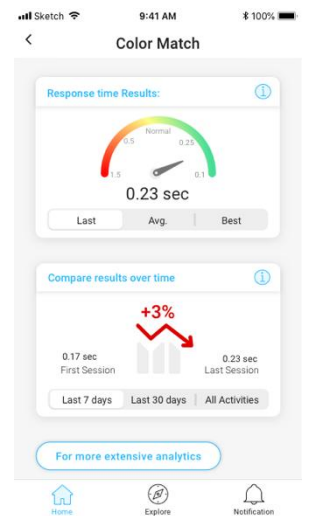 Sketch 9:41 AM 100%
Color Match
Response time Results:
Normal
0.5 0.25
1.5 0.1
0.23 sec
Last Avg. Best
Compare results over time
+3%
0.17 sec 0.23 sec
First Session Last Session
Last 7 days Last 30 days All Activities
For more extensive analytics
Home Explore Notification